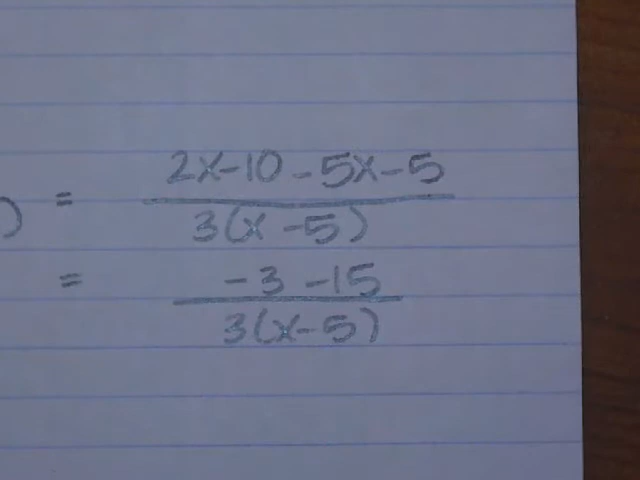 2x-10-5x-5
) = ―
3(x-5)
-3-15
= ―
3(x-5)